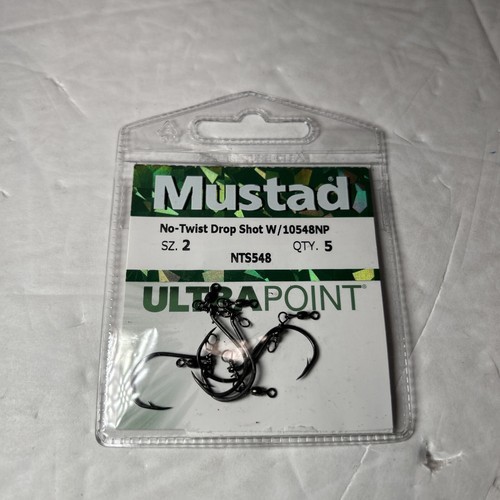 Mustad
No-Twist Drop Shot W/10548NP
SZ. 2 QTY. 5
NTS548
ULTRAPOINT®